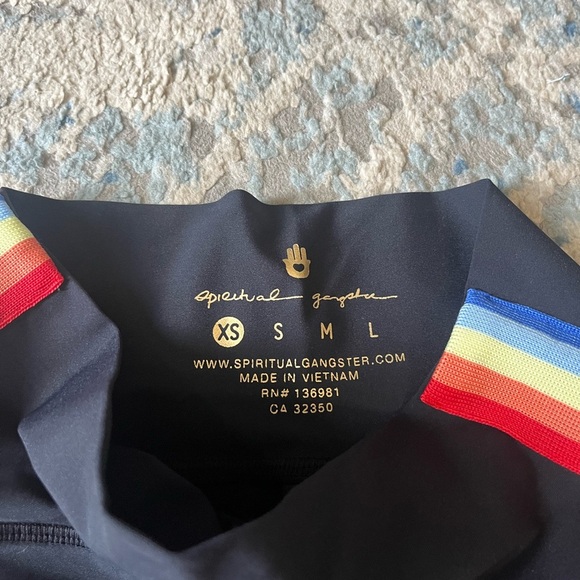 spiritual gangster
XS S M L
WWW.SPIRITUALGANGSTER.COM
MADE IN VIETNAM
RN# 136981
CA 32350